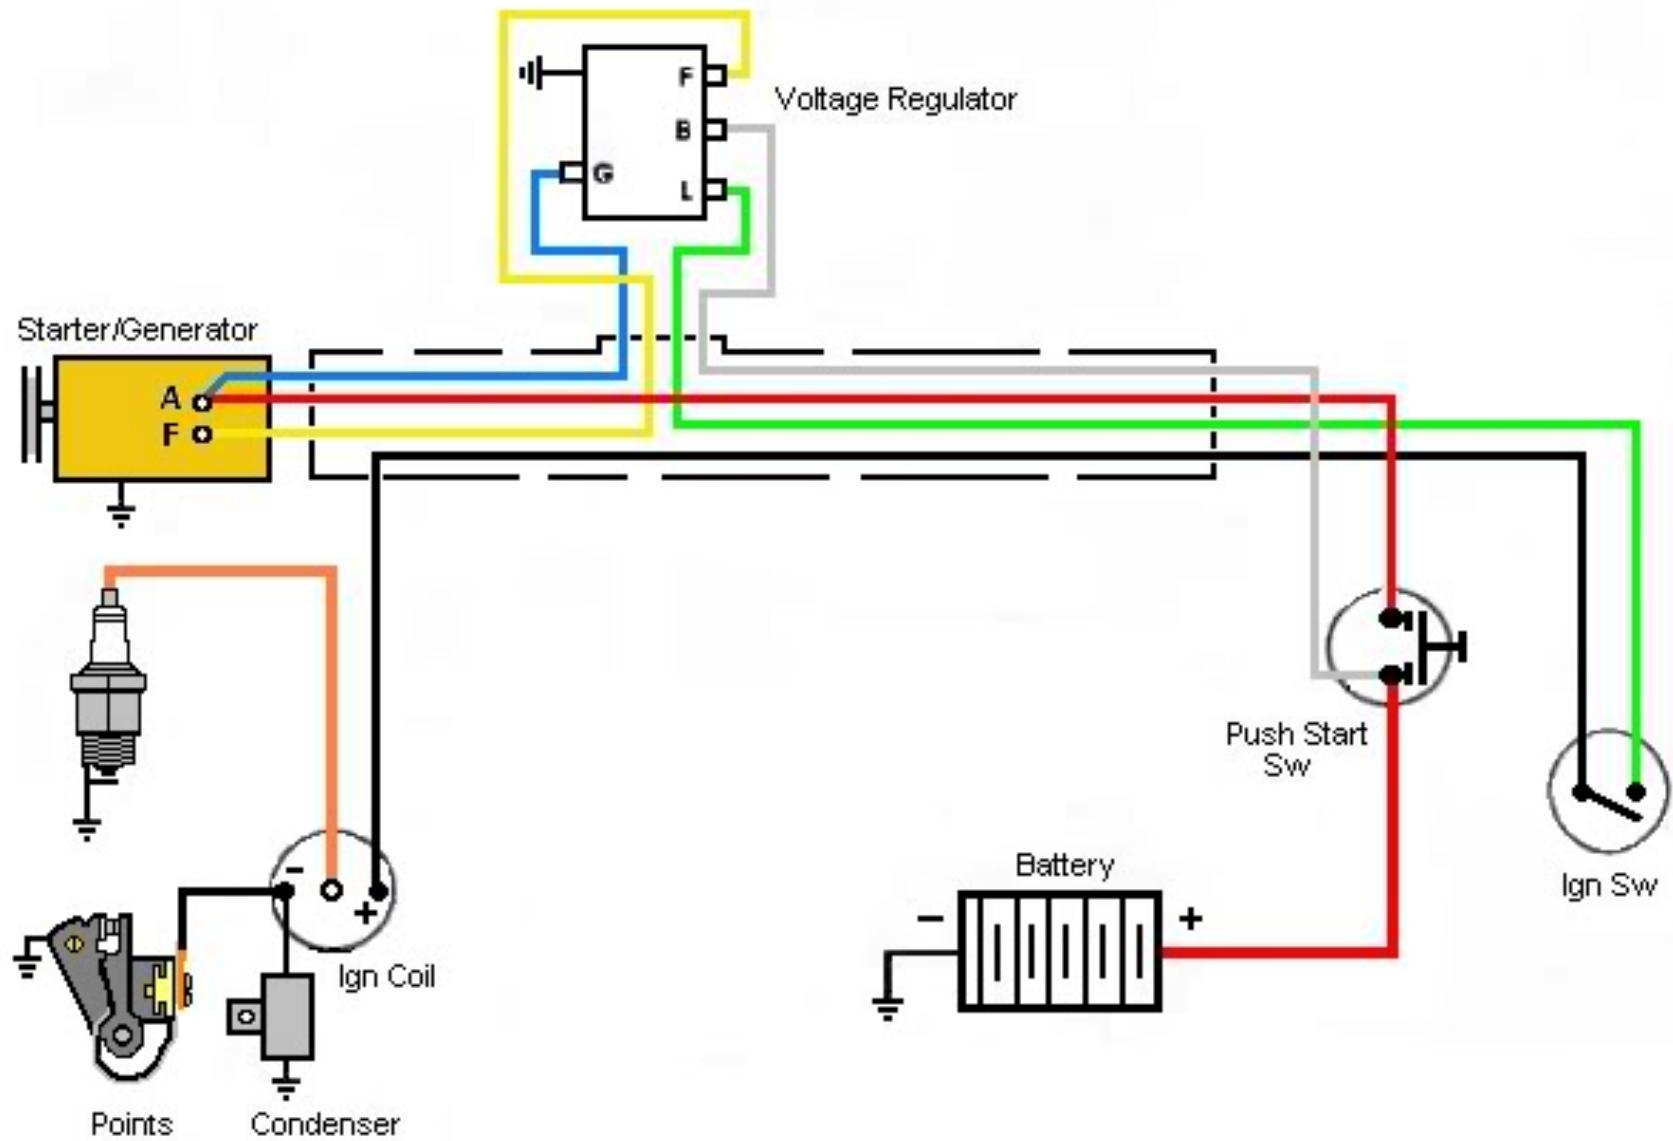 F
Voltage Regulator
B
G
L
Starter/Generator
A
F
Push Start
Sw
Battery
Ign Sw
-
+
-
+
Ign Coil
Points
Condenser